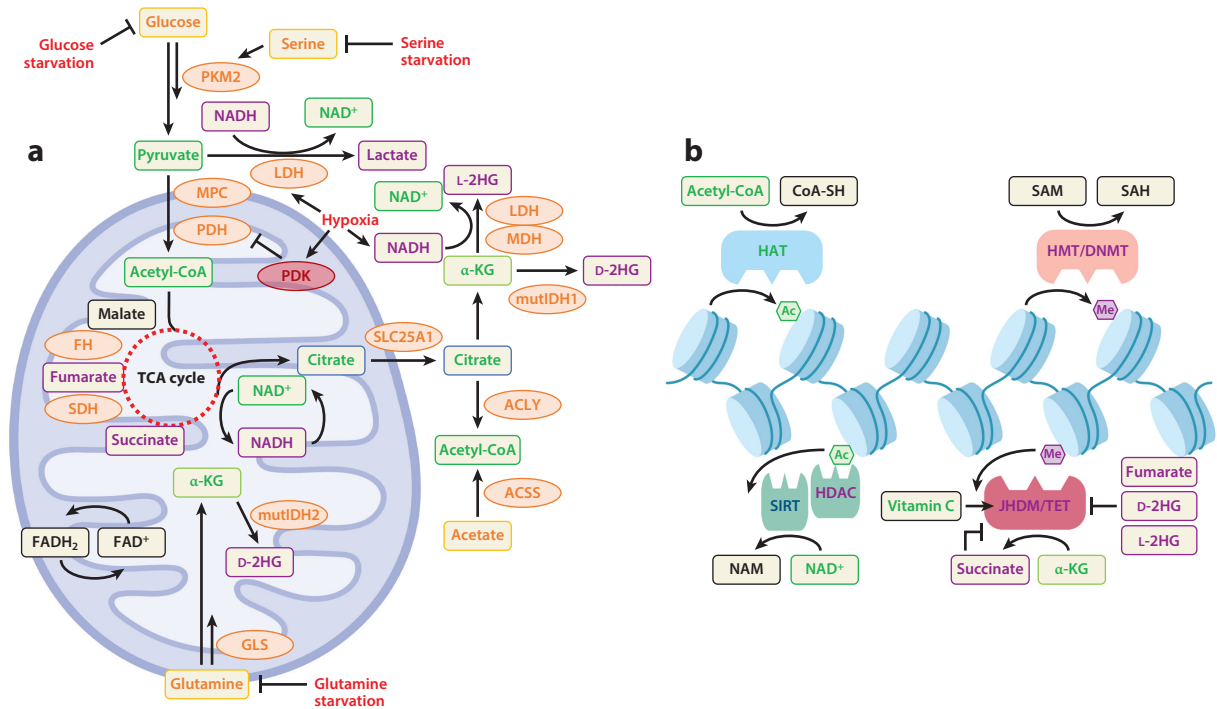 a
Glucose
Glucose
starvation
Serine
Serine
starvation
PKM2
NADH
NAD⁺
Pyruvate
Lactate
LDH
MPC
PDH
Hypoxia
PDK
NAD⁺
L-2HG
NADH
LDH
MDH
α-KG
D-2HG
mutIDH1
Acetyl-CoA
Malate
FH
Fumarate
SDH
Succinate
TCA cycle
Citrate
SLC25A1
Citrate
NAD⁺
NADH
ACLY
Acetyl-CoA
ACSS
Acetate
α-KG
mutIDH2
D-2HG
FADH₂
FAD⁺
GLS
Glutamine
Glutamine
starvation
b
Acetyl-CoA
CoA-SH
HAT
Ac
SAM
SAH
HMT/DNMT
Me
Ac
SIRT
HDAC
NAM
NAD⁺
Me
Vitamin C
JHDM/TET
Fumarate
D-2HG
L-2HG
Succinate
α-KG